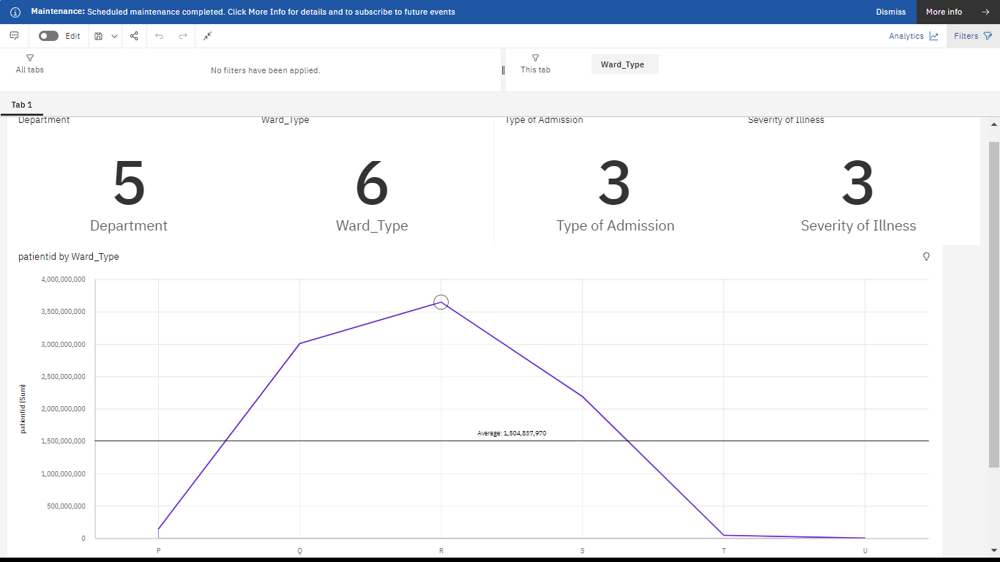 Maintenance: Scheduled maintenance completed. Click More Info for details and to subscribe to future events
Dismiss
More info
Edit
Analytics
Filters
All tabs
No filters have been applied.
This tab
Ward_Type
Tab 1
Department
Ward_Type
Type of Admission
Severity of Illness
5
6
3
3
Department
Ward_Type
Type of Admission
Severity of Illness
patientid by Ward_Type
4,000,000,000
3,500,000,000
3,000,000,000
2,500,000,000
2,000,000,000
1,500,000,000
1,000,000,000
500,000,000
0
patientid (Sum)
Average: 1,504,837,970
P
Q
R
S
T
U